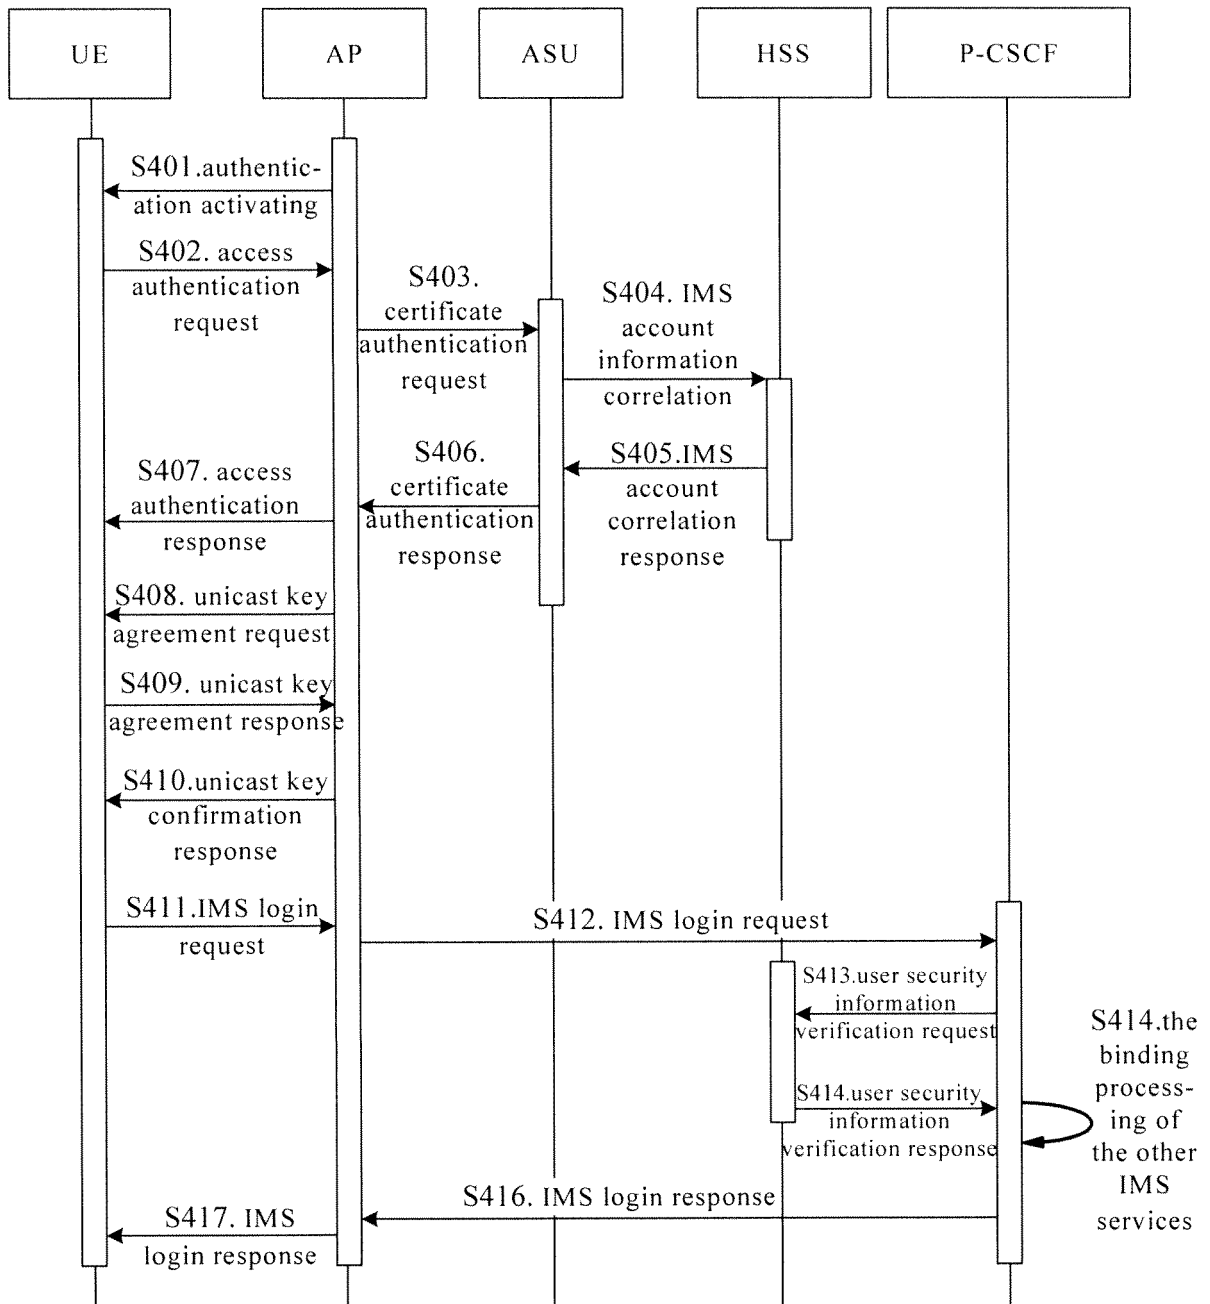 UE
AP
ASU
HSS
P-CSCF
S401.authentic-
ation activating
S402. access
authentication
request
S403.
certificate
authentication
request
S404. IMS
account
information
correlation
S405.IMS
account
correlation
response
S406.
certificate
authentication
response
S407. access
authentication
response
S408. unicast key
agreement request
S409. unicast key
agreement response
S410.unicast key
confirmation
response
S411.IMS login
request
S412. IMS login request
S413.user security
information
verification request
S414.user security
information
verification response
S414.the
binding
process-
ing of
the other
IMS
services
S416. IMS login response
S417. IMS
login response